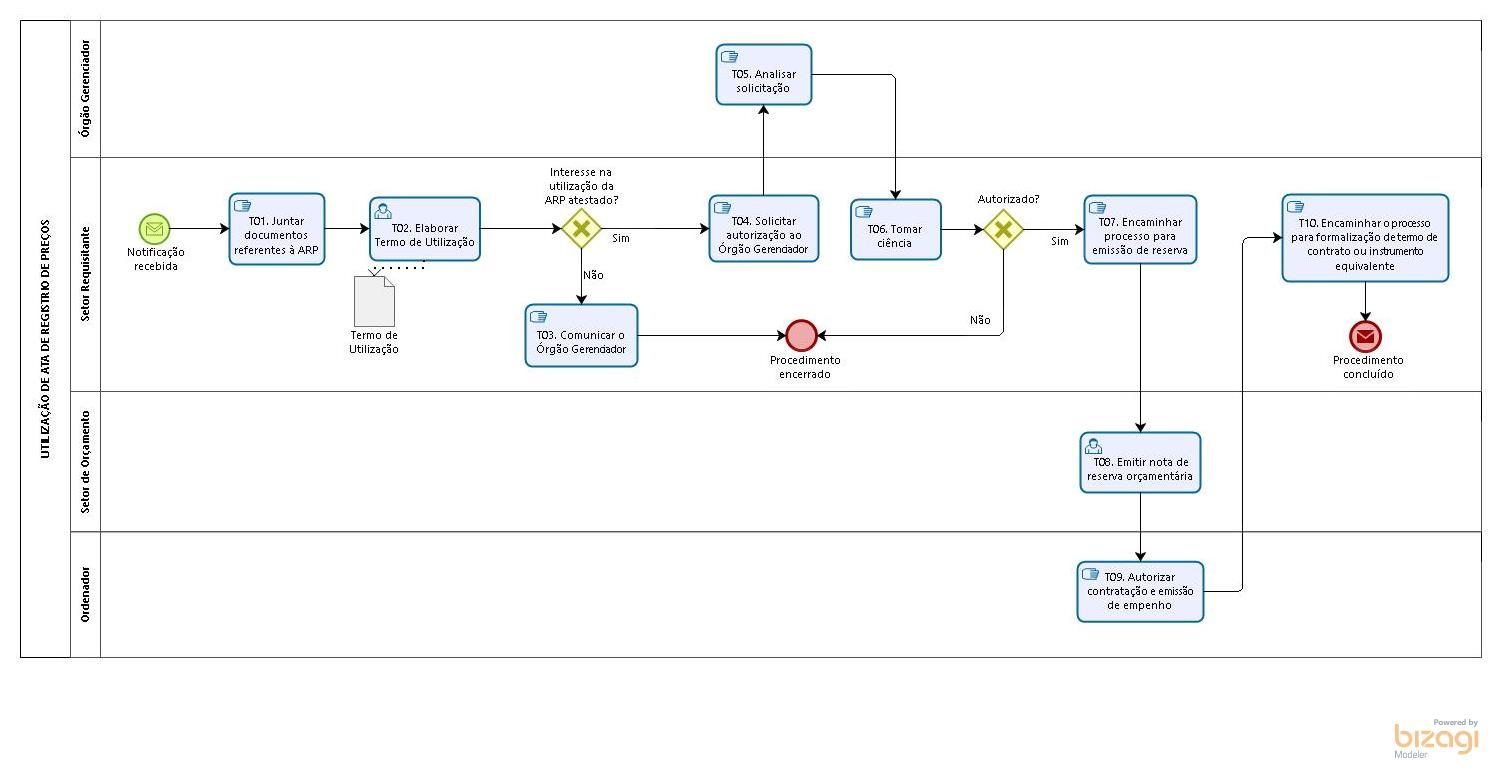 UTILIZAÇÃO DE ATA DE REGISTRIO DE PREÇOS
Órgão Gerenciador
T05. Analisar
solicitação
Setor Requisitante
Notificação
recebida
T01. Juntar
documentos
referentes à ARP
T02. Elaborar
Termo de Utilização
Termo de
Utilização
Interesse na
utilização da
ARP atestado?
Sim
Não
T03. Comunicar o
Órgão Gerenciador
T04. Solicitar
autorização ao
Órgão Gerenciador
Procedimento
encerrado
T06. Tomar
ciência
Autorizado?
Sim
Não
T07. Encaminhar
processo para
emissão de reserva
T10. Encaminhar o processo
para formalização de termo de
contrato ou instrumento
equivalente
Procedimento
concluído
Setor de Orçamento
T08. Emitir nota de
reserva orçamentária
Ordenador
T09. Autorizar
contratação e emissão
de empenho
Powered by
bizagi
Modeler